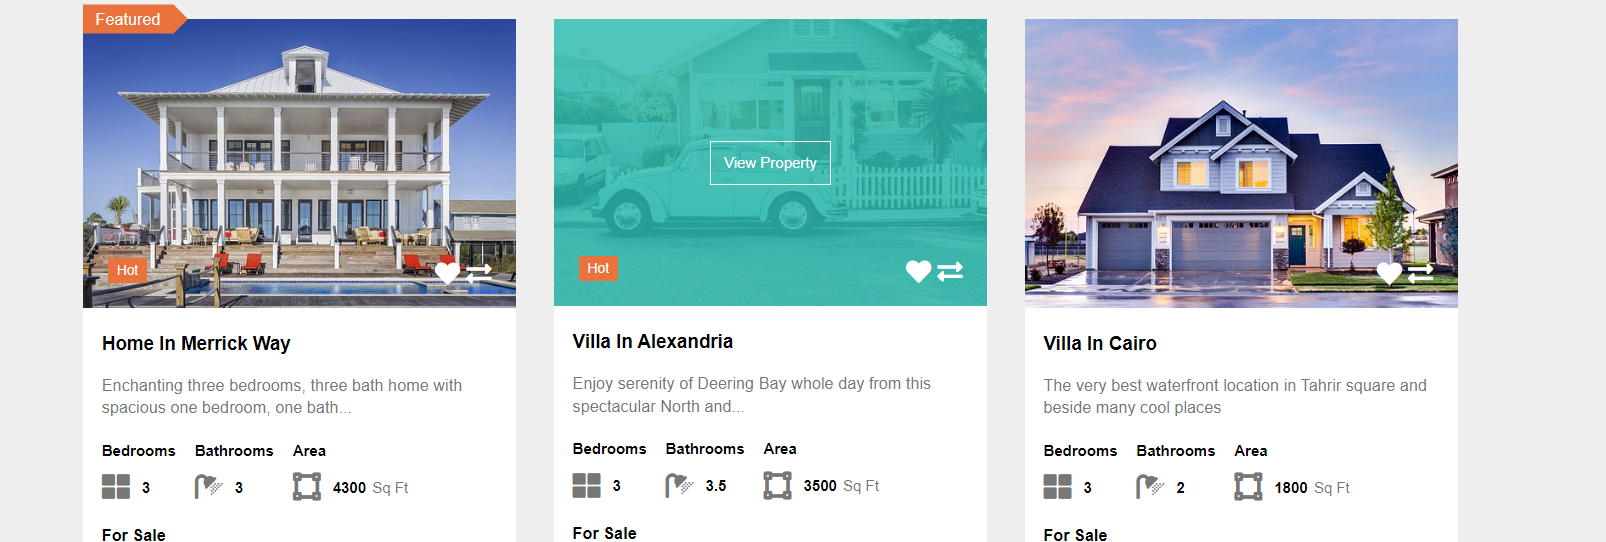 Featured
Hot
Home In Merrick Way
Enchanting three bedrooms, three bath home with
spacious one bedroom, one bath...
Bedrooms Bathrooms Area
3 3 4300 Sq Ft
For Sale
View Property
Hot
Villa In Alexandria
Enjoy serenity of Deering Bay whole day from this
spectacular North and...
Bedrooms Bathrooms Area
3 3.5 3500 Sq Ft
For Sale
Villa In Cairo
The very best waterfront location in Tahrir square and
beside many cool places
Bedrooms Bathrooms Area
3 2 1800 Sq Ft
For Sale